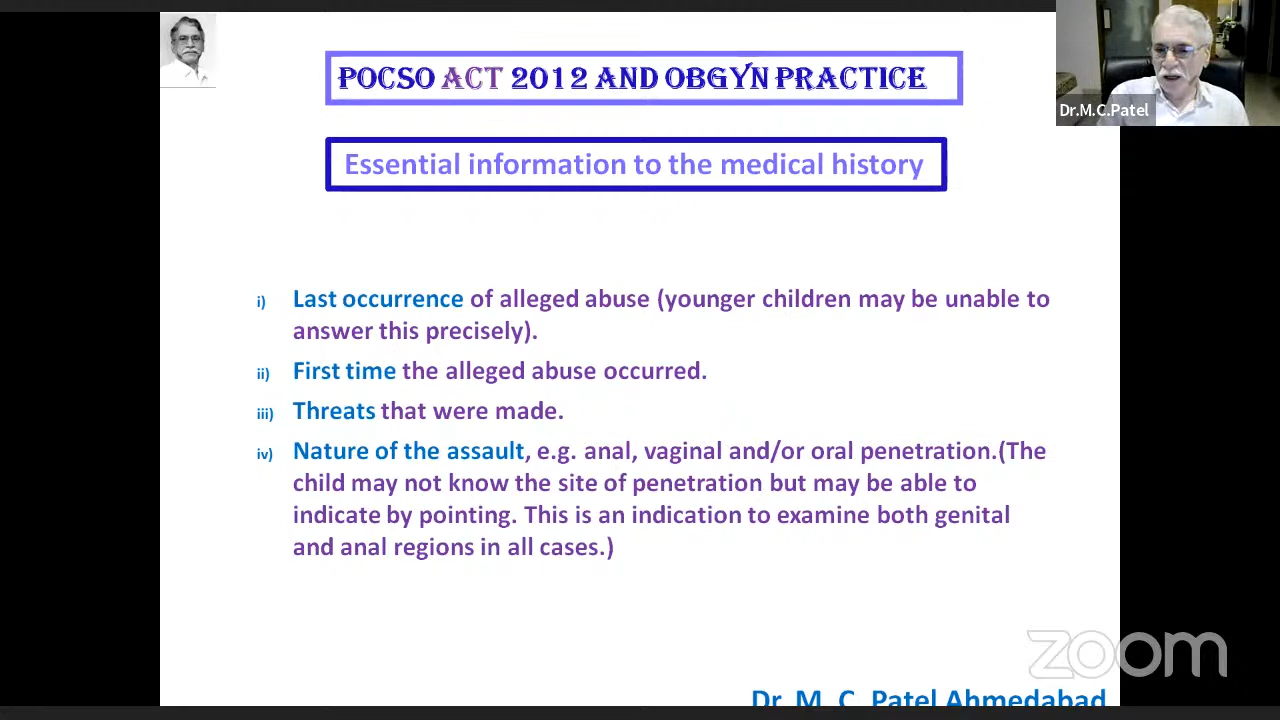 POCSO ACT 2012 AND OBGYN PRACTICE
Dr.M.C.Patel
Essential information to the medical history
i) Last occurrence of alleged abuse (younger children may be unable to
answer this precisely).
ii) First time the alleged abuse occurred.
iii) Threats that were made.
iv) Nature of the assault, e.g. anal, vaginal and/or oral penetration.(The
child may not know the site of penetration but may be able to
indicate by pointing. This is an indication to examine both genital
and anal regions in all cases.)
zoom
Dr. M. C. Patel Ahmedabad